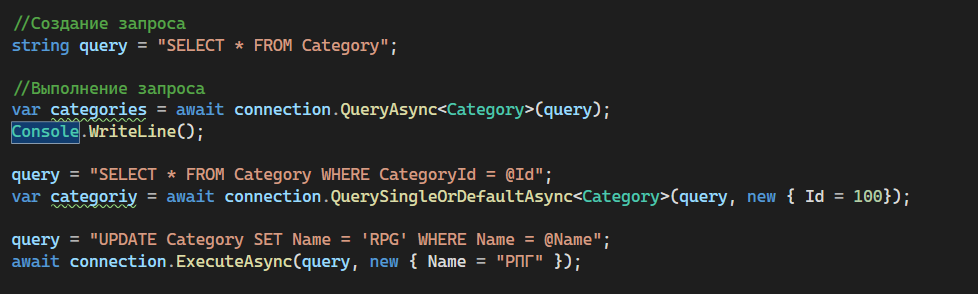 //Создание запроса
string query = "SELECT * FROM Category";
//Выполнение запроса
var categories = await connection.QueryAsync<Category>(query);
Console.WriteLine();
query = "SELECT * FROM Category WHERE CategoryId = @Id";
var categoriy = await connection.QuerySingleOrDefaultAsync<Category>(query, new { Id = 100});
query = "UPDATE Category SET Name = 'RPG' WHERE Name = @Name";
await connection.ExecuteAsync(query, new { Name = "РПГ" });